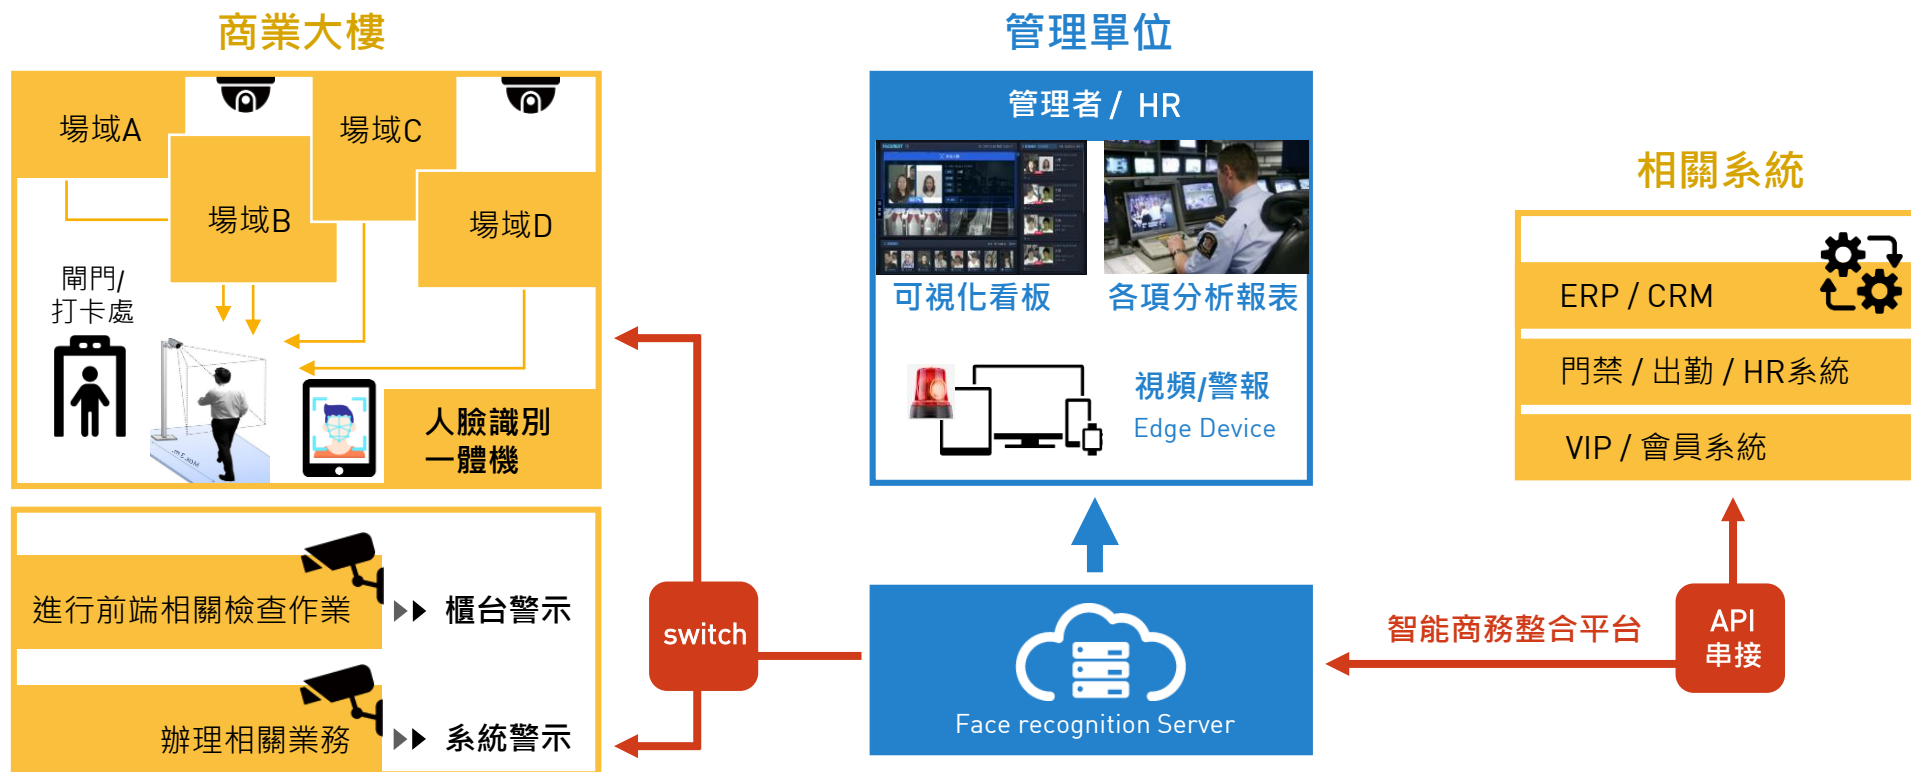 商業大樓
場域A
場域B
場域C
場域D
閘門/
打卡處
人臉識別
一體機
進行前端相關檢查作業
櫃台警示
辦理相關業務
系統警示
switch
管理單位
管理者 / HR
可視化看板
各項分析報表
視頻/警報
Edge Device
Face recognition Server
智能商務整合平台
API
串接
相關系統
ERP / CRM
門禁 / 出勤 / HR系統
VIP / 會員系統